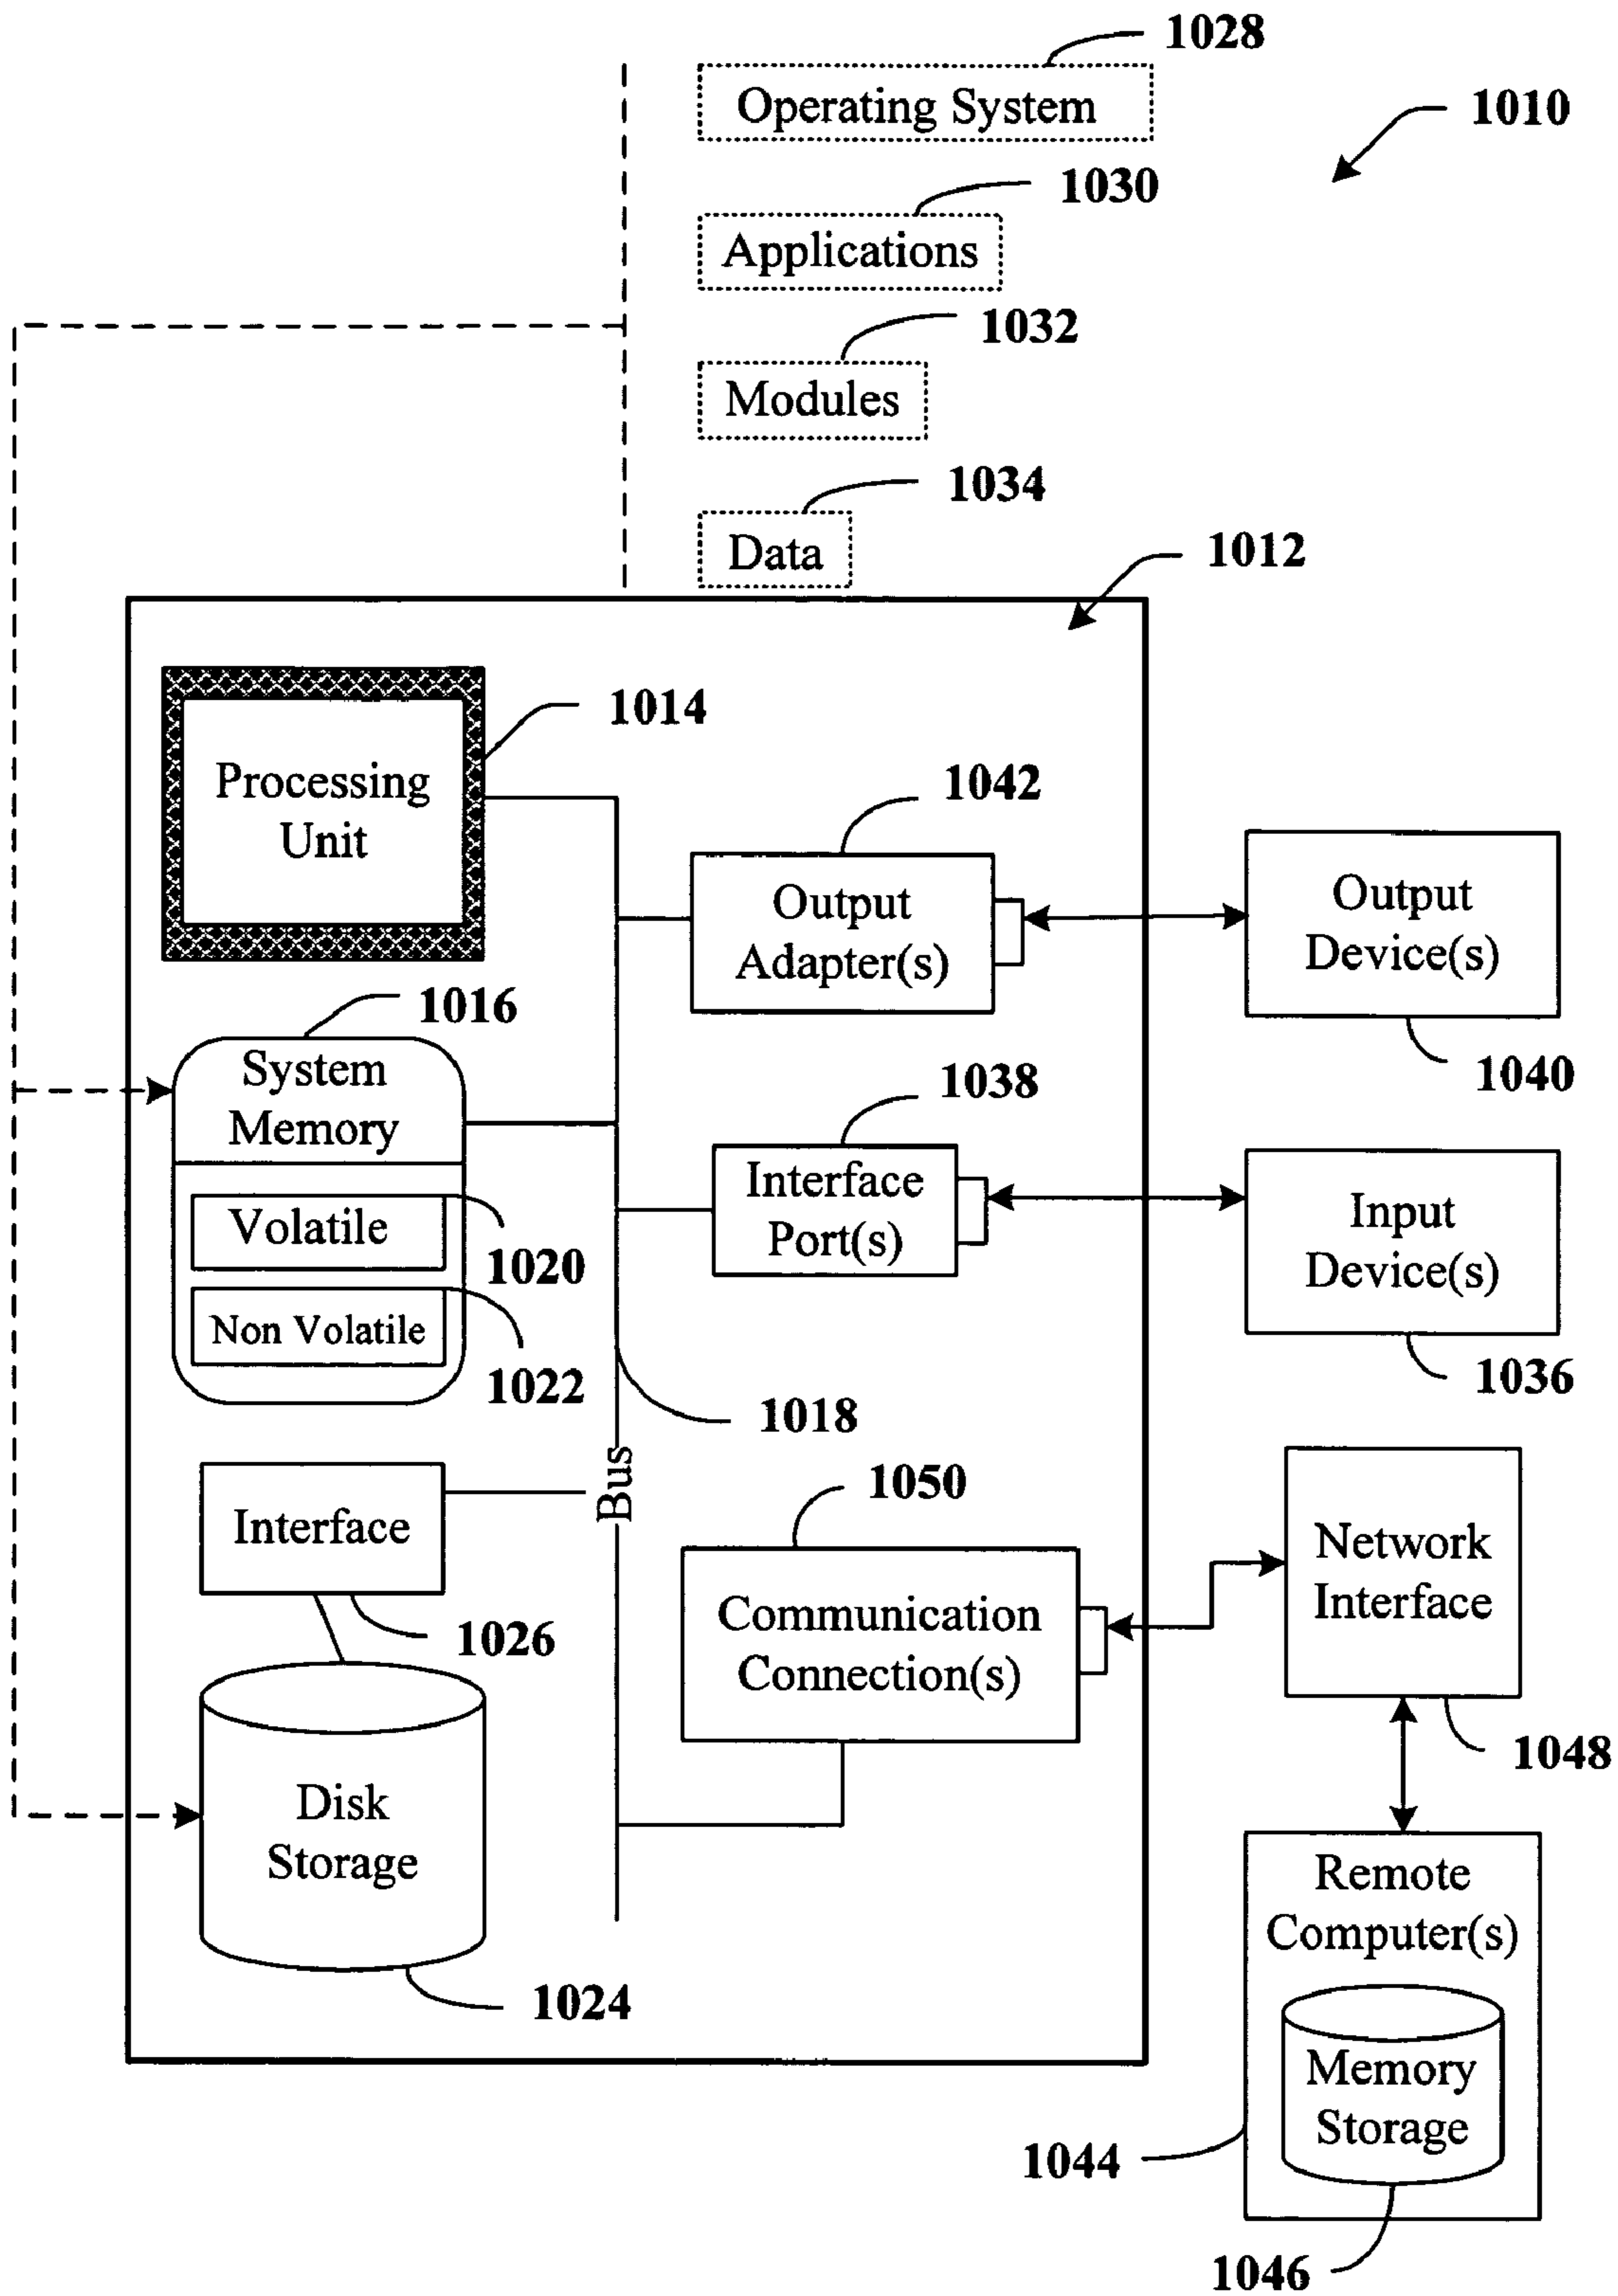 1028
Operating System
1010
1030
Applications
1032
Modules
1034
Data
1012
1014
Processing
Unit
1042
Output
Adapter(s)
Output
Device(s)
1040
1016
System
Memory
1038
Interface
Port(s)
Input
Device(s)
1036
Volatile
1020
Non Volatile
1022
1018
Bus
Interface
1026
1050
Communication
Connection(s)
Network
Interface
1048
Disk
Storage
1024
Remote
Computer(s)
Memory
Storage
1044
1046